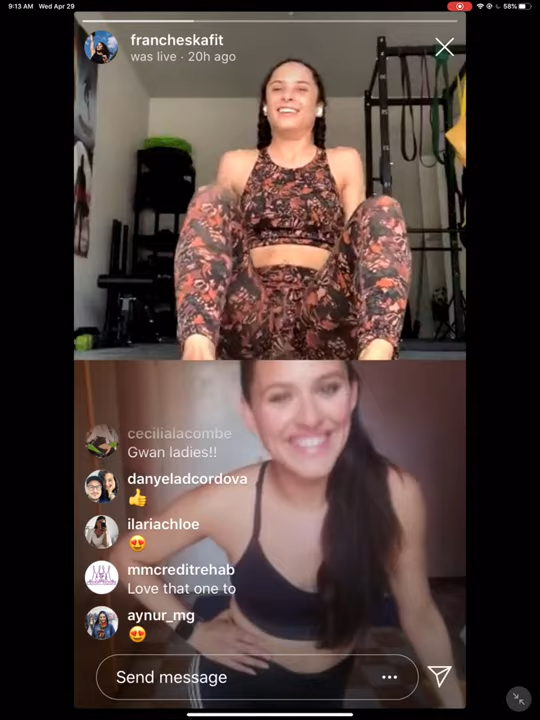 9:13 AM Wed Apr 29
58%
francheskafit
was live · 20h ago
cecilialacombe
Gwan ladies!!
danyeladcordova
👍
ilariachloe
😍
mmcreditrehab
Love that one to
aynur_mg
😍
Send message